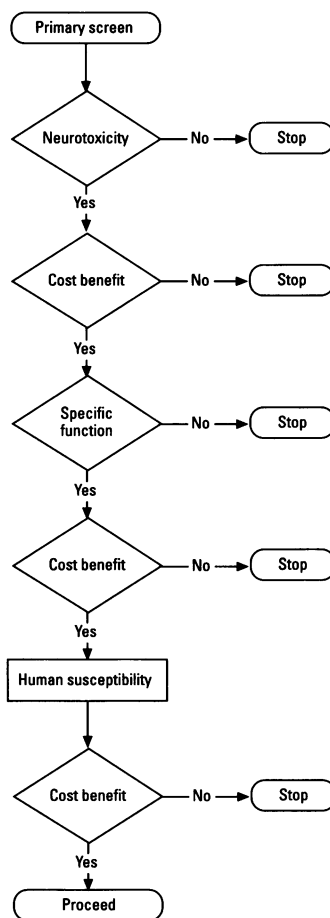 Primary screen
Neurotoxicity
No
Stop
Yes
Cost benefit
No
Stop
Yes
Specific
function
No
Stop
Yes
Cost benefit
No
Stop
Yes
Human susceptibility
Cost benefit
No
Stop
Yes
Proceed